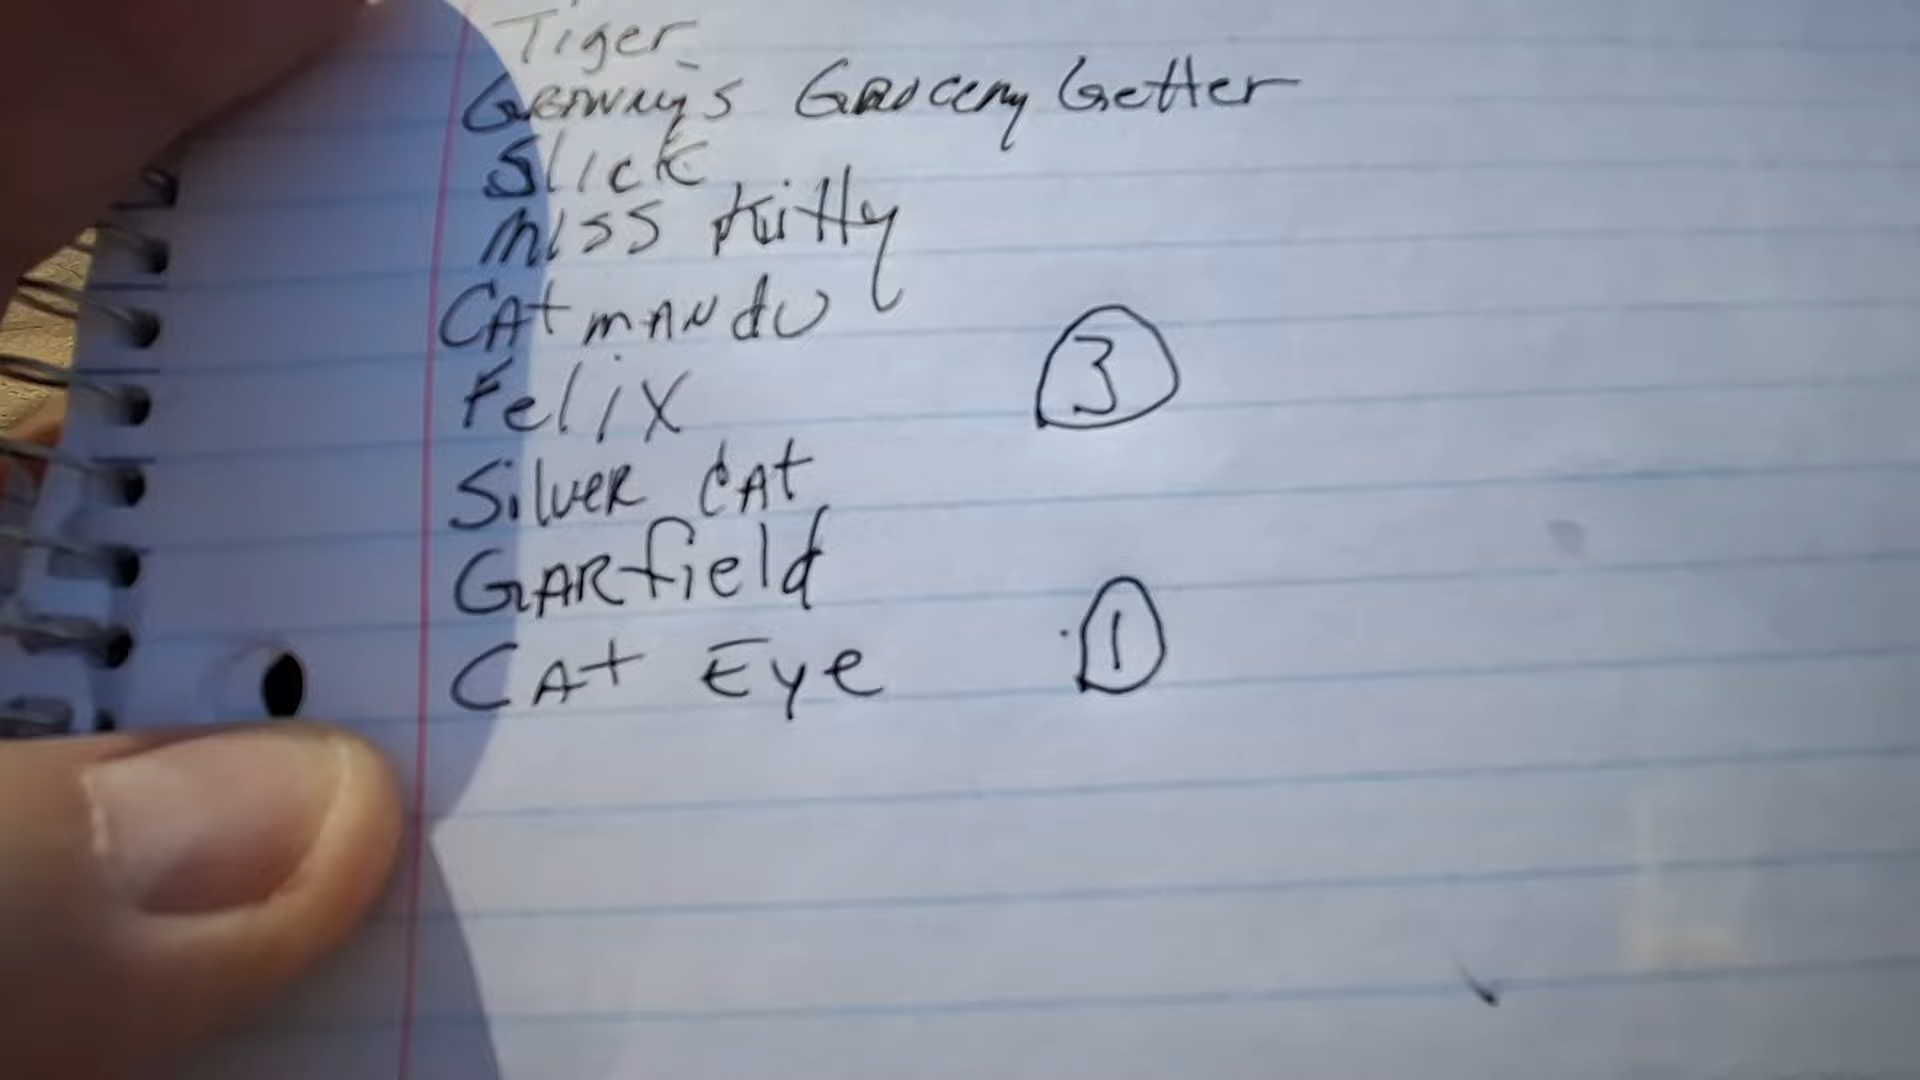 Tiger
Granny's Grocery Getter
Slick
Miss Kitty
CAtmANdu
Felix
3
SilvER CAt
GARfield
CAt Eye
1